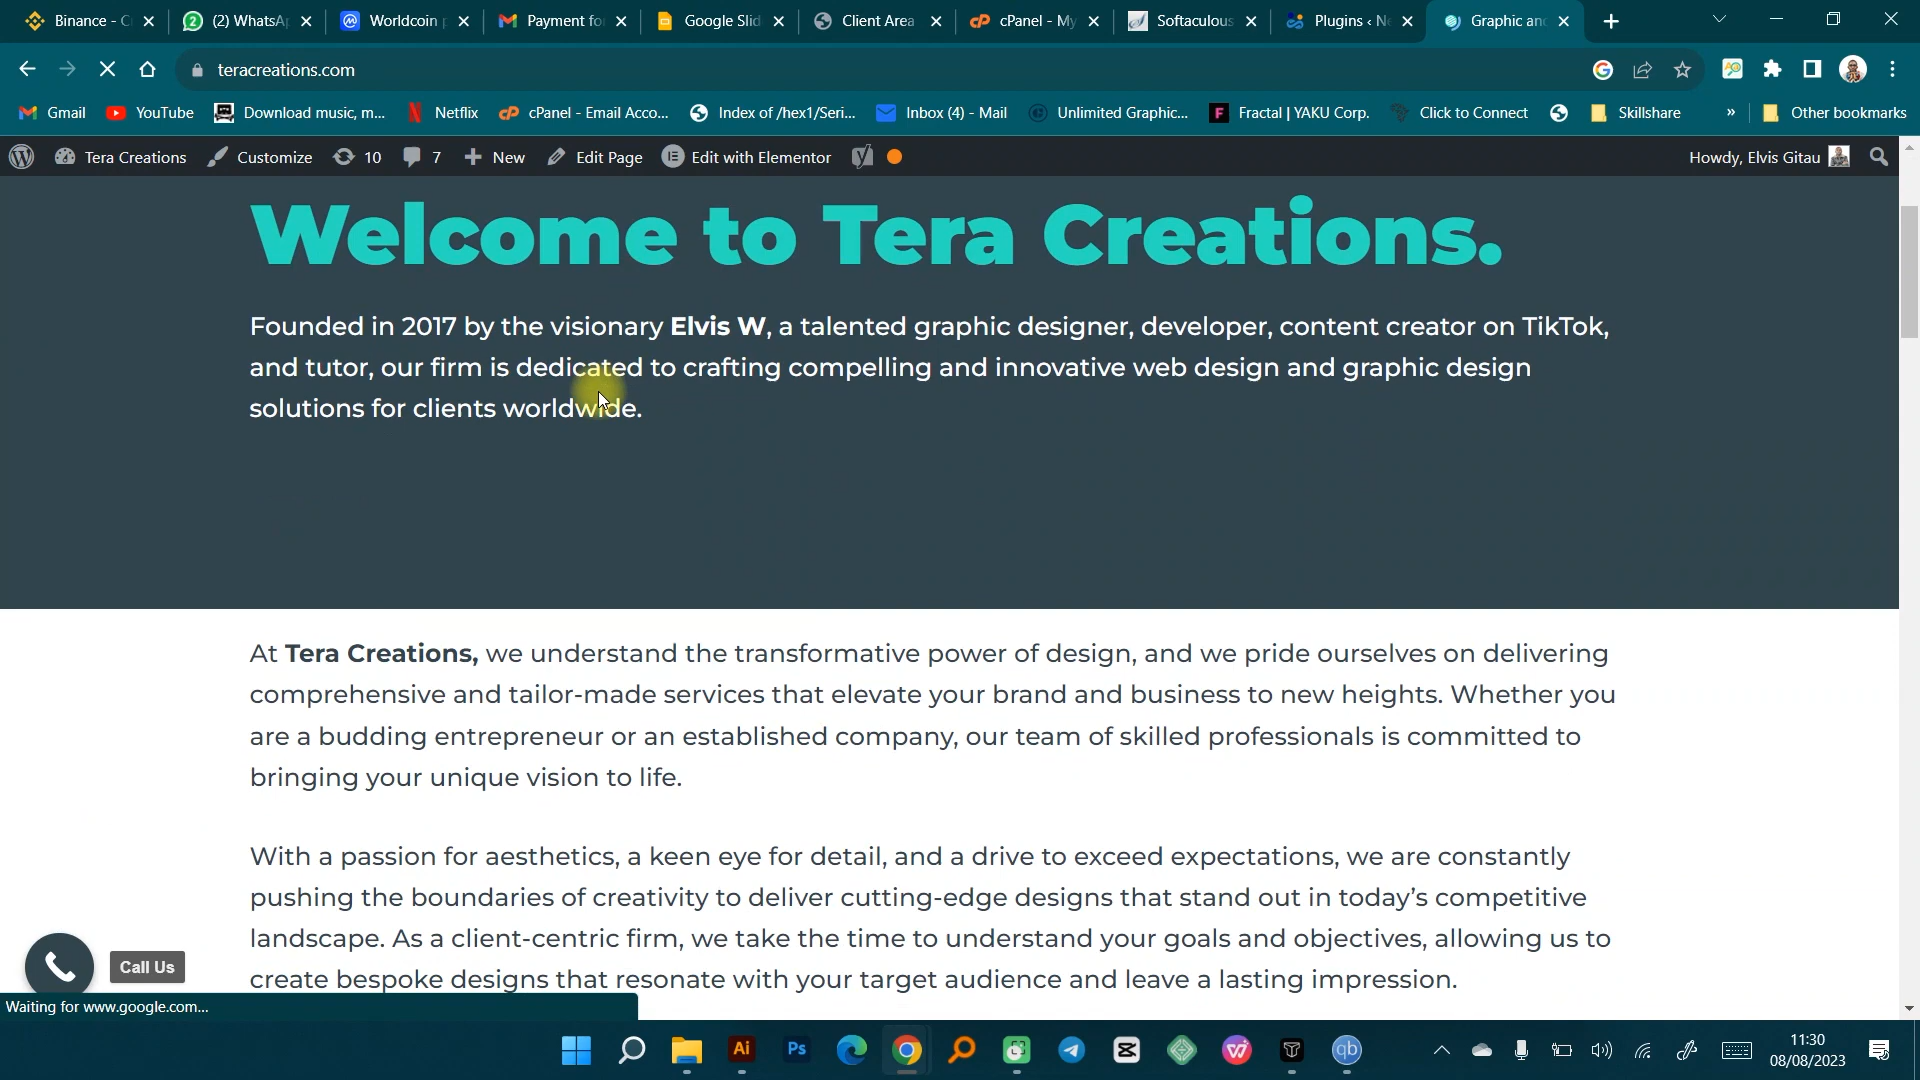 Binance - C
(2) WhatsA
Worldcoin p
Payment fo
Google Slid
Client Area
cPanel - My
Softaculous
Plugins ‹ Ne
Graphic and
teracreations.com
Gmail
YouTube
Download music, m...
Netflix
cPanel - Email Acco...
Index of /hex1/Seri...
Inbox (4) - Mail
Unlimited Graphic...
Fractal | YAKU Corp.
Click to Connect
Skillshare
»
Other bookmarks
Tera Creations
Customize
10
7
New
Edit Page
Edit with Elementor
Howdy, Elvis Gitau
Welcome to Tera Creations.
Founded in 2017 by the visionary Elvis W, a talented graphic designer, developer, content creator on TikTok,
and tutor, our firm is dedicated to crafting compelling and innovative web design and graphic design
solutions for clients worldwide.
At Tera Creations, we understand the transformative power of design, and we pride ourselves on delivering
comprehensive and tailor-made services that elevate your brand and business to new heights. Whether you
are a budding entrepreneur or an established company, our team of skilled professionals is committed to
bringing your unique vision to life.
With a passion for aesthetics, a keen eye for detail, and a drive to exceed expectations, we are constantly
pushing the boundaries of creativity to deliver cutting-edge designs that stand out in today's competitive
landscape. As a client-centric firm, we take the time to understand your goals and objectives, allowing us to
create bespoke designs that resonate with your target audience and leave a lasting impression.
Call Us
Waiting for www.google.com...
Ai
Ps
qb
11:30
08/08/2023